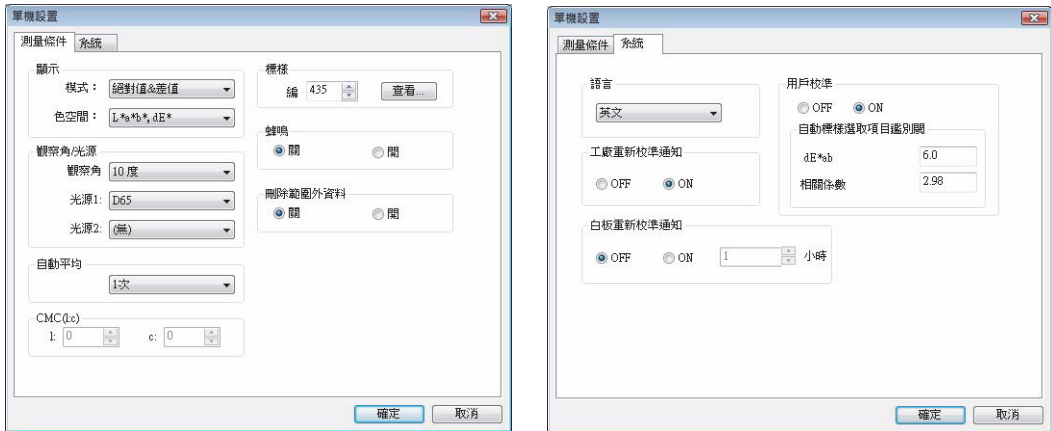 單機設置
測量條件 系統
顯示
模式： 絕對值&差值
色空間： L*a*b*, dE*
觀察角/光源
觀察角 10 度
光源1: D65
光源2: (無)
自動平均
1次
CMC(l:c)
l: 0 c: 0
標樣
編 435 查看...
蜂鳴
關 開
刪除範圍外資料
關 開
確定 取消
單機設置
測量條件 系統
語言
英文
工廠重新校準通知
OFF ON
白板重新校準通知
OFF ON 1 小時
用戶校準
OFF ON
自動標樣選取項目鑑別閾
dE*ab 6.0
相關係數 2.98
確定 取消